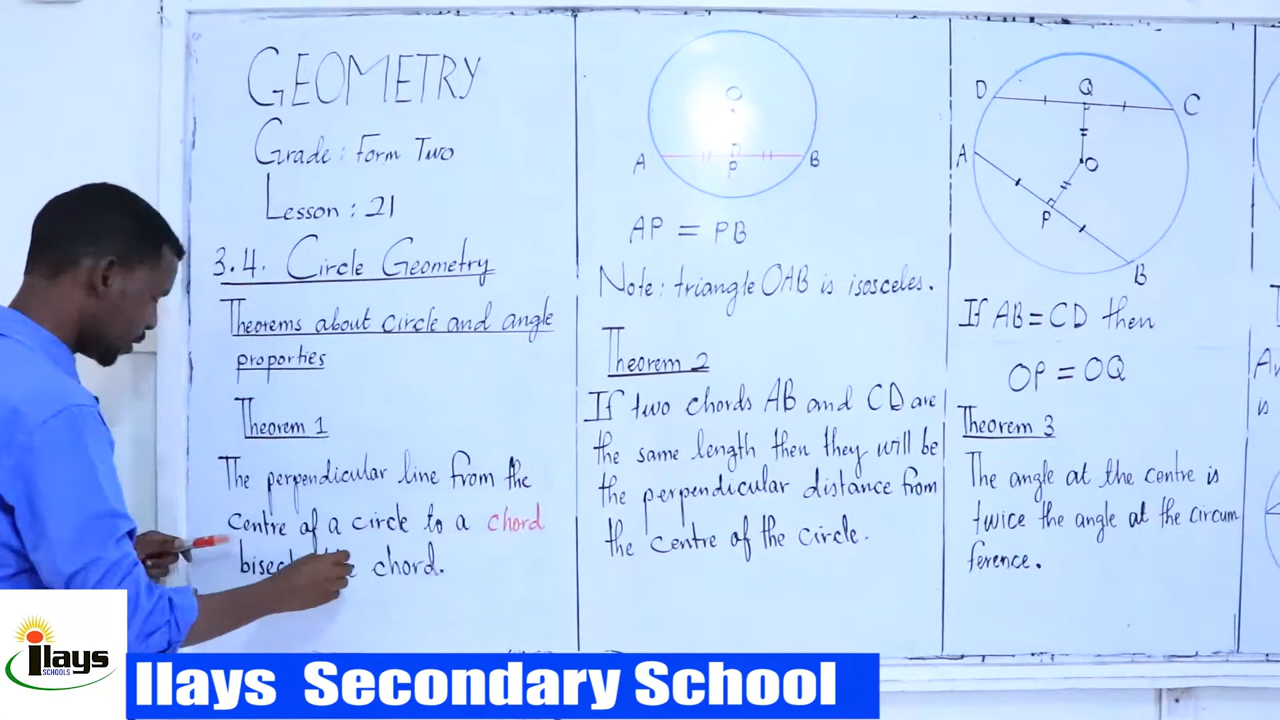 GEOMETRY
Grade: Form Two
Lesson: 21
3.4. Circle Geometry
Theorems about circle and angle
proporties
Theorem 1
The perpendicular line from the
centre of a circle to a chord
chord.
O
A
B
P
AP = PB
Note: triangle OAB is isosceles.
Theorem 2
If two chords AB and CD are
the same length then they will be
the perpendicular distance from
the centre of the circle.
D
Q
C
A
O
P
B
If AB = CD then
OP = OQ
Theorem 3
The angle at the centre is
twice the angle at the circum
ference.
is
ilays
SCHOOLS
Ilays Secondary School